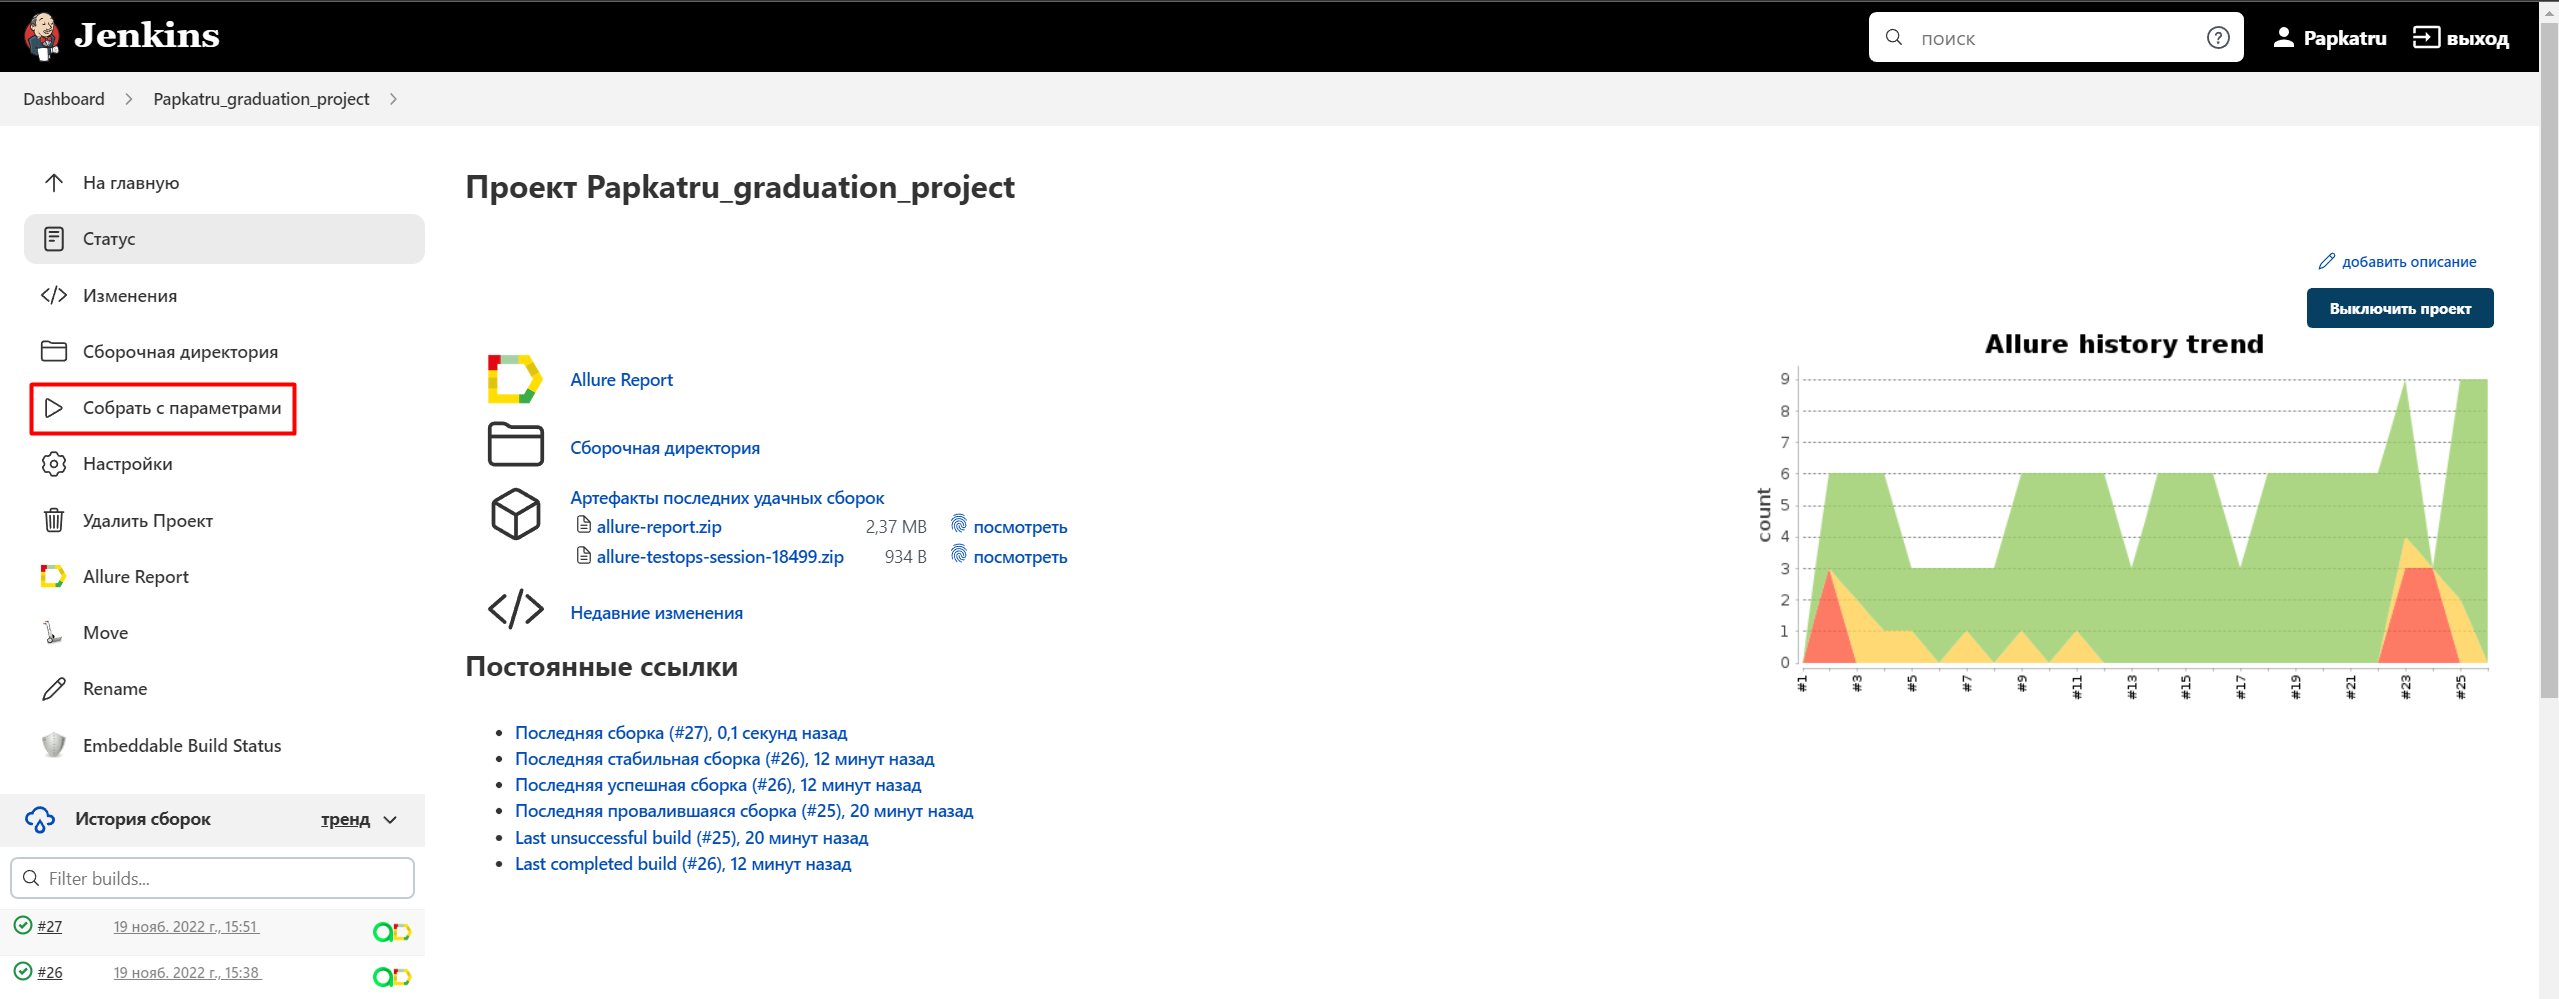 Jenkins
поиск
Papkatru
выход
Dashboard
Papkatru_graduation_project
На главную
Статус
Изменения
Сборочная директория
Собрать с параметрами
Настройки
Удалить Проект
Allure Report
Move
Rename
Embeddable Build Status
История сборок
тренд
Filter builds...
#27 19 нояб. 2022 г., 15:51
#26 19 нояб. 2022 г., 15:38
Проект Papkatru_graduation_project
добавить описание
Выключить проект
Allure Report
Сборочная директория
Артефакты последних удачных сборок
allure-report.zip 2,37 MB посмотреть
allure-testops-session-18499.zip 934 B посмотреть
Недавние изменения
Постоянные ссылки
Последняя сборка (#27), 0,1 секунд назад
Последняя стабильная сборка (#26), 12 минут назад
Последняя успешная сборка (#26), 12 минут назад
Последняя провалившаяся сборка (#25), 20 минут назад
Last unsuccessful build (#25), 20 минут назад
Last completed build (#26), 12 минут назад
Allure history trend
count
9
8
7
6
5
4
3
2
1
0
#1 #3 #5 #7 #9 #11 #13 #15 #17 #19 #21 #23 #25